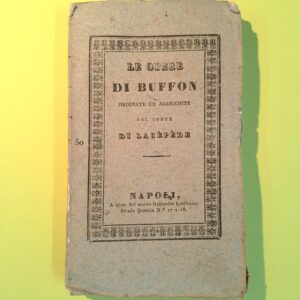 LE OPERE
DI BUFFON
ORDINATE ED ARRICCHITE
DAL CONTE
DI LACÉPÈDE
50
NAPOLI,
A spese del nuovo Gabinetto Letterario
Strada Quercia N.° 17 e 18.